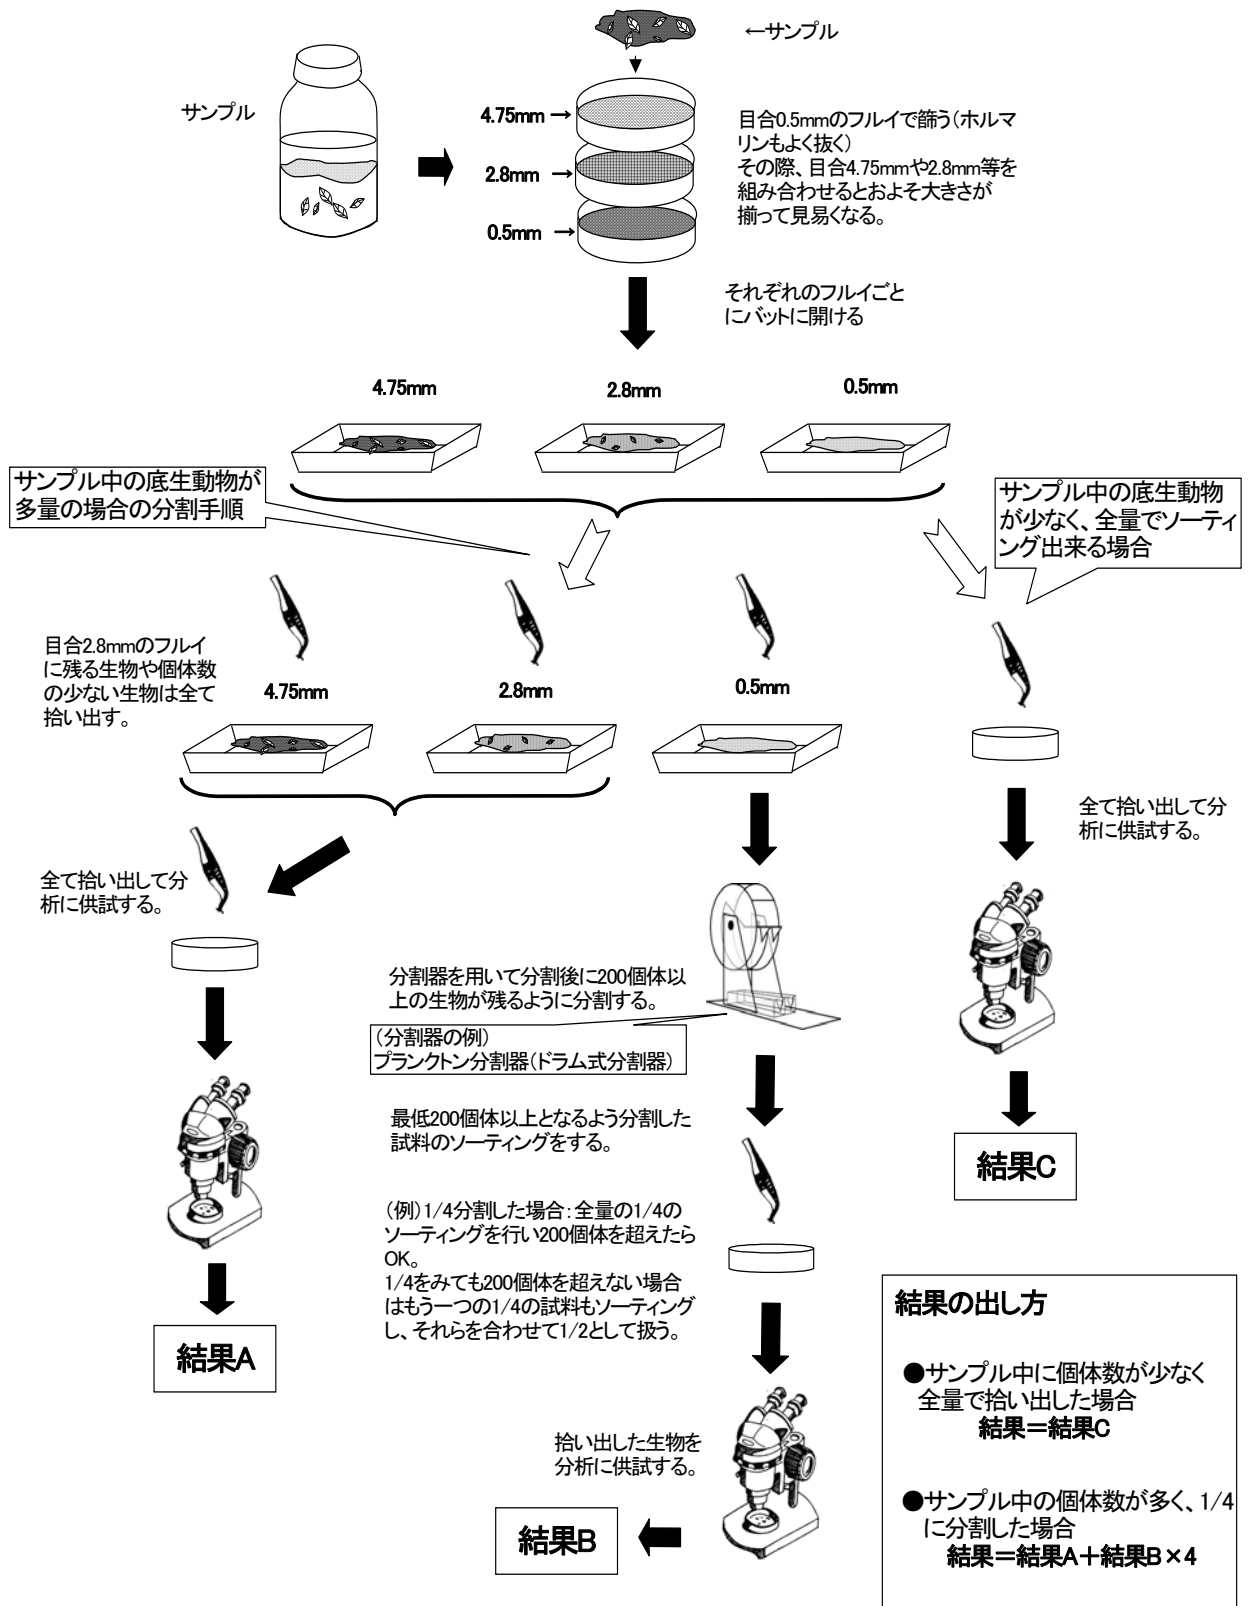 ←サンプル
サンプル
4.75mm →
2.8mm →
0.5mm →
目合0.5mmのフルイで篩う(ホルマ
リンもよく抜く)
その際、目合4.75mmや2.8mm等を
組み合わせるとおよそ大きさが
揃って見易くなる。
それぞれのフルイごと
にバットに開ける
4.75mm
2.8mm
0.5mm
サンプル中の底生動物が
多量の場合の分割手順
サンプル中の底生動物
が少なく、全量でソーティ
ング出来る場合
目合2.8mmのフルイ
に残る生物や個体数
の少ない生物は全て
拾い出す。
4.75mm
2.8mm
0.5mm
全て拾い出して分
析に供試する。
全て拾い出して分
析に供試する。
分割器を用いて分割後に200個体以
上の生物が残るように分割する。
(分割器の例)
プランクトン分割器(ドラム式分割器)
最低200個体以上となるよう分割した
試料のソーティングをする。
(例)1/4分割した場合:全量の1/4の
ソーティングを行い200個体を超えたら
OK。
1/4をみても200個体を超えない場合
はもう一つの1/4の試料もソーティング
し、それらを合わせて1/2として扱う。
結果C
結果A
拾い出した生物を
分析に供試する。
結果B
結果の出し方
●サンプル中に個体数が少なく
全量で拾い出した場合
結果=結果C
●サンプル中の個体数が多く、1/4
に分割した場合
結果=結果A+結果B×4